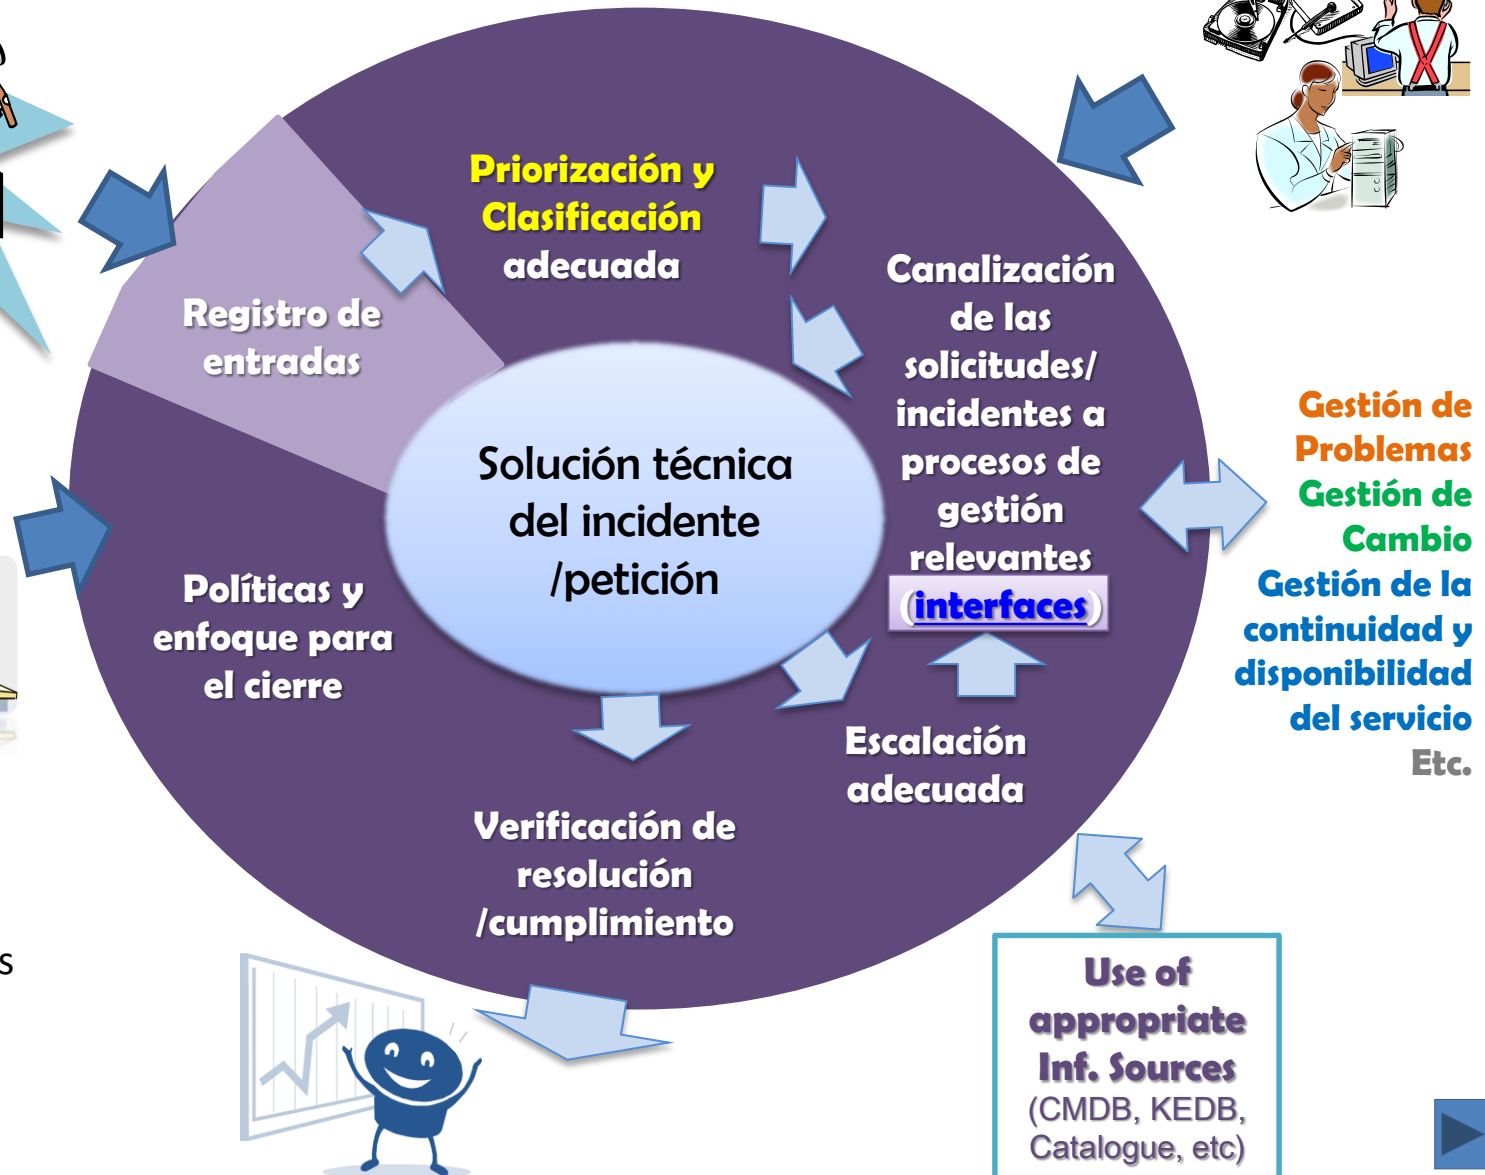 Priorización y
Clasificación
adecuada
Registro de
entradas
Canalización
de las
solicitudes/
incidentes a
procesos de
gestión
relevantes
(interfaces)
Solución técnica
del incidente
/petición
Políticas y
enfoque para
el cierre
Escalación
adecuada
Verificación de
resolución
/cumplimiento
Gestión de
Problemas
Gestión de
Cambio
Gestión de la
continuidad y
disponibilidad
del servicio
Etc.
Use of
appropriate
Inf. Sources
(CMDB, KEDB,
Catalogue, etc)